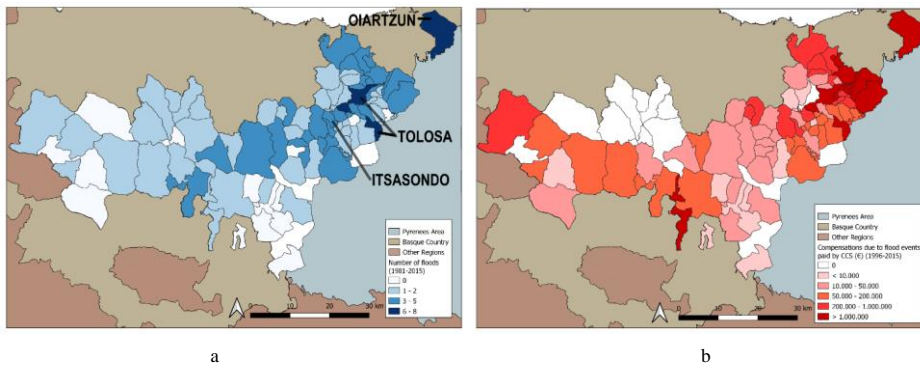 OIARTZUN
TOLOSA
ITSASONDO
Pyrenees Area
Basque Country
Other Regions
Number of floods
(1981-2015)
0
1 - 2
3 - 5
6 - 8
0 10 20 30 km
Pyrenees Area
Basque Country
Other Regions
Compensations due to flood events
paid by CCS (€) (1996-2015)
0
< 10.000
10.000 - 50.000
50.000 - 200.000
200.000 - 1.000.000
> 1.000.000
0 10 20 30 km
a
b